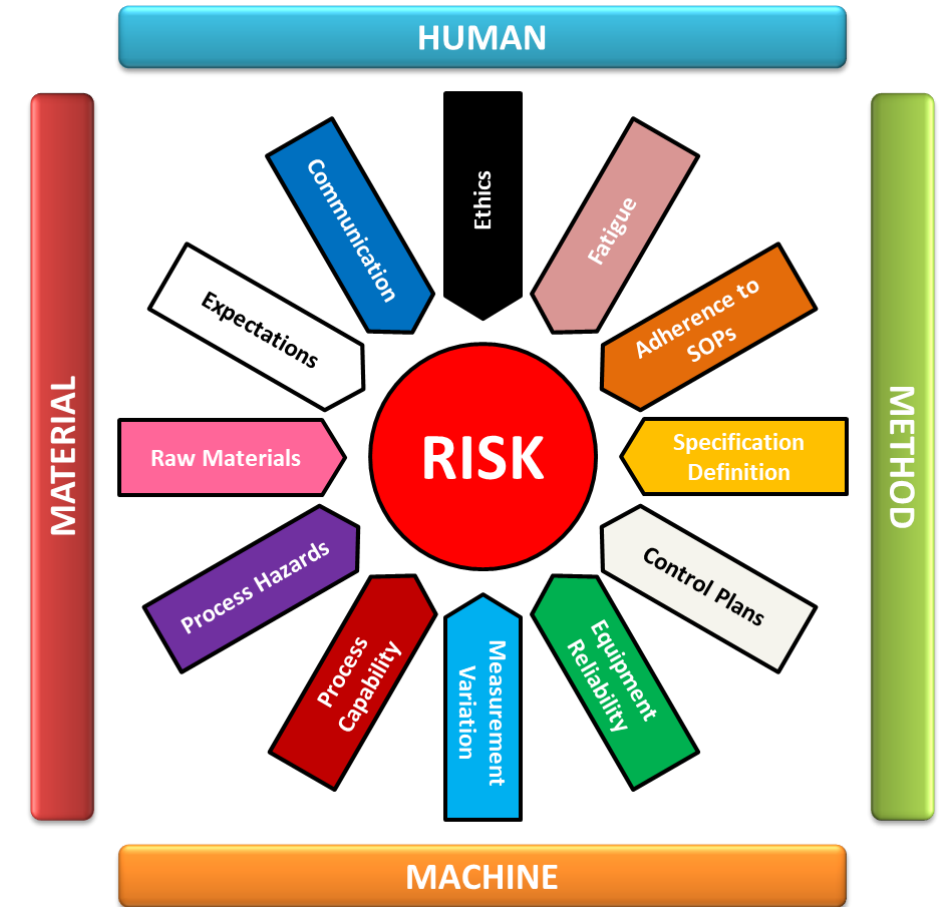 HUMAN
MATERIAL
METHOD
Communication
Ethics
Fatigue
Expectations
Adherence to
SOPs
Raw Materials
RISK
Specification
Definition
Process Hazards
Control Plans
Process
Capability
Measurement
Variation
Equipment
Reliability
MACHINE